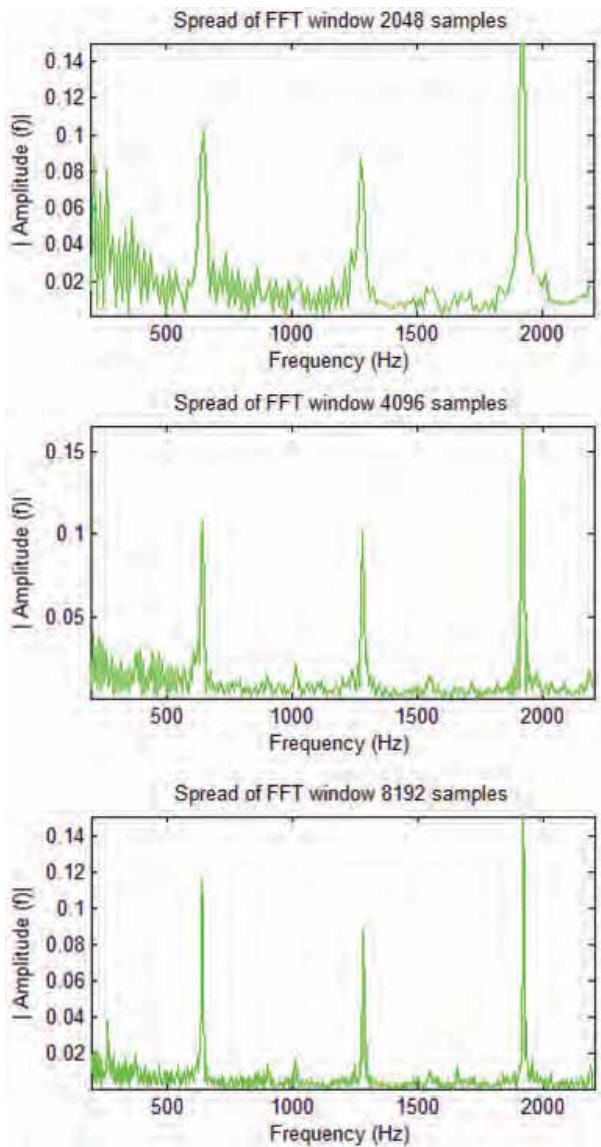 Spread of FFT window 2048 samples
0.14
0.12
0.1
0.08
0.06
0.04
0.02
| Amplitude (f)|
500 1000 1500 2000
Frequency (Hz)
Spread of FFT window 4096 samples
0.15
0.1
0.05
| Amplitude (f)|
500 1000 1500 2000
Frequency (Hz)
Spread of FFT window 8192 samples
0.14
0.12
0.1
0.08
0.06
0.04
0.02
| Amplitude (f)|
500 1000 1500 2000
Frequency (Hz)